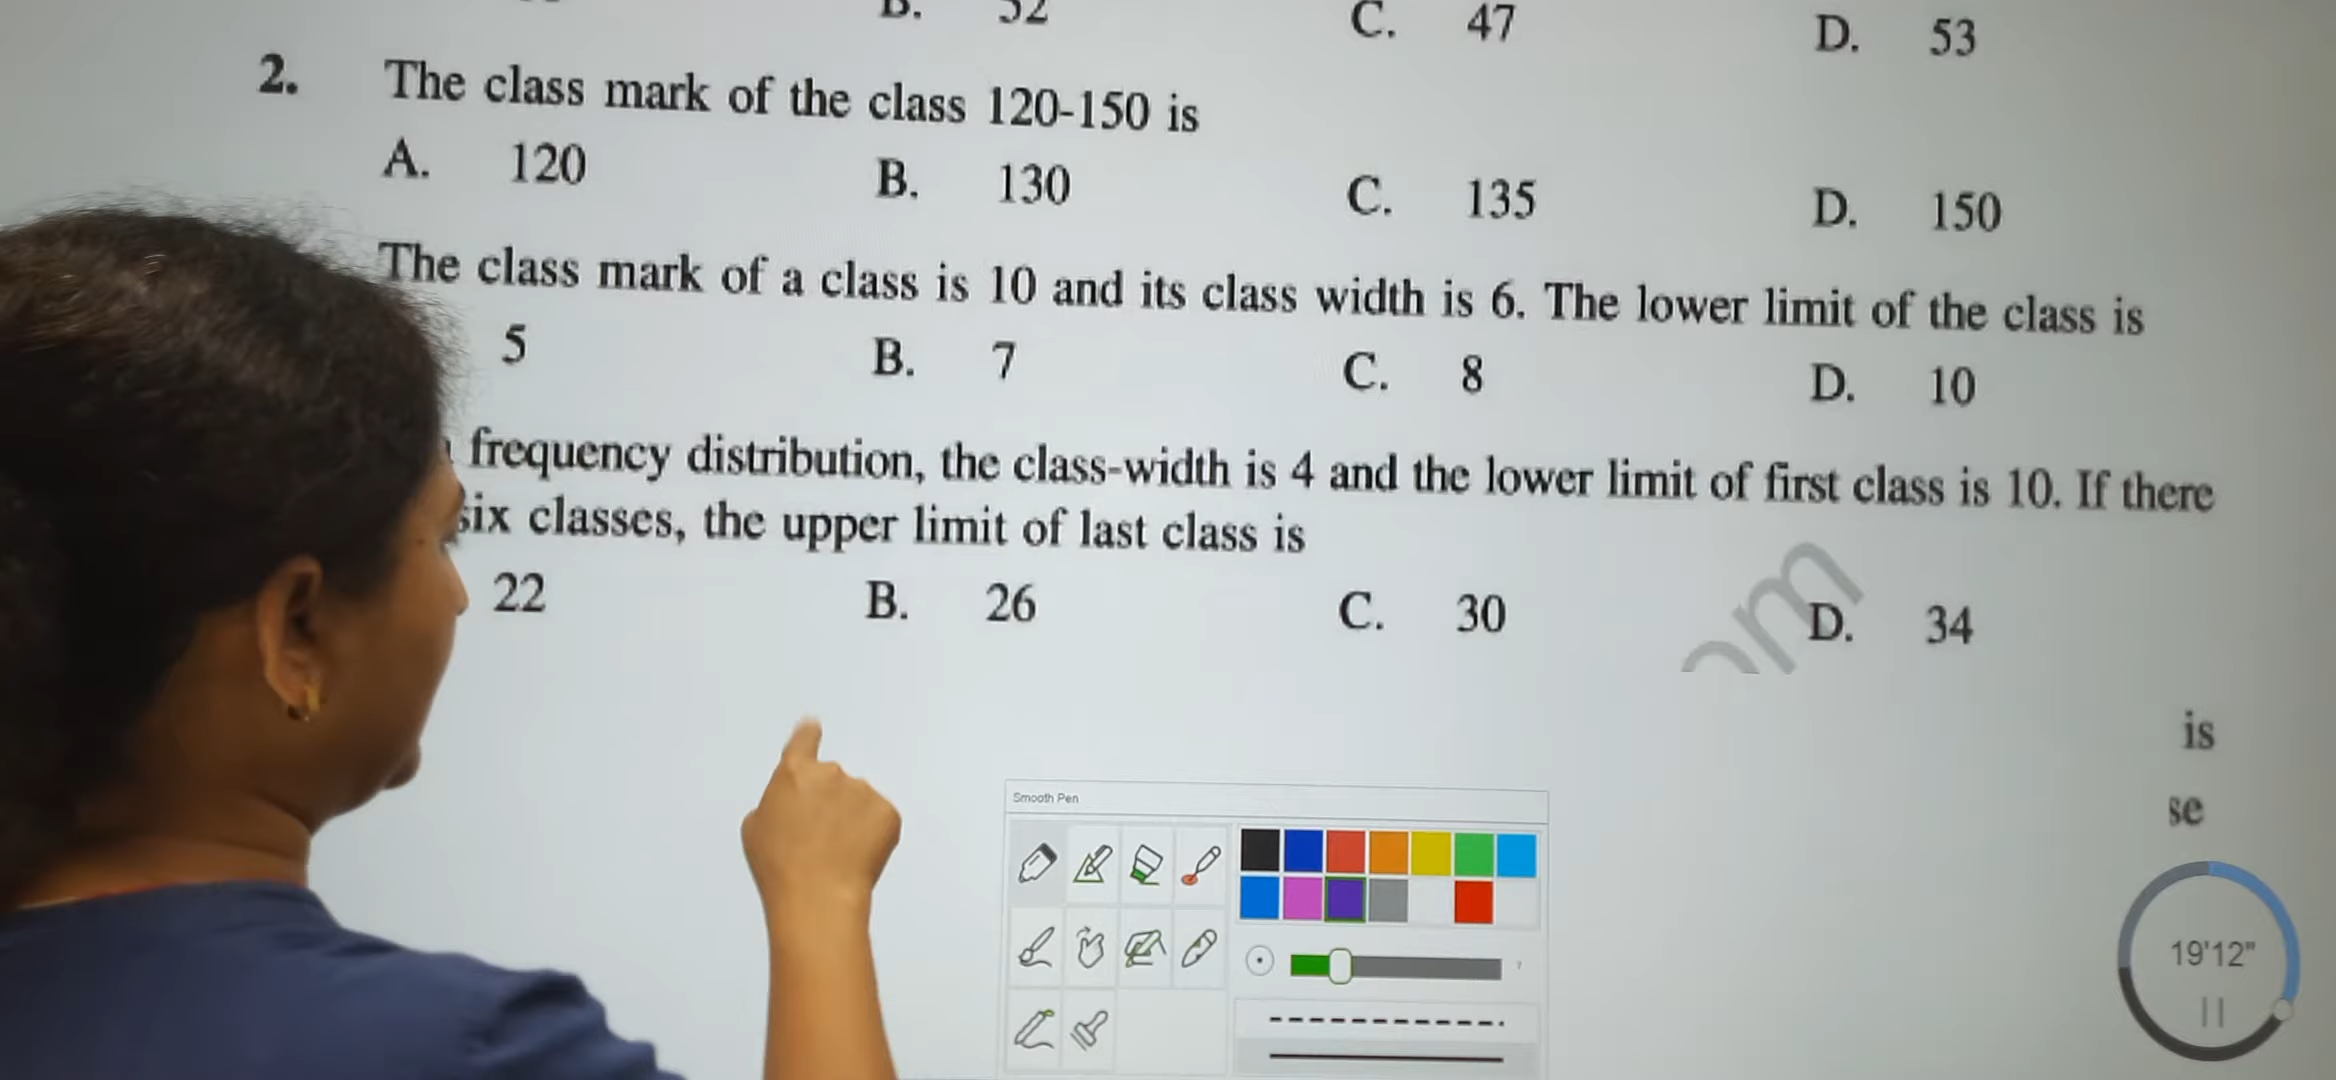 B. 52 C. 47 D. 53
2. The class mark of the class 120-150 is
A. 120 B. 130 C. 135 D. 150
The class mark of a class is 10 and its class width is 6. The lower limit of the class is
5 B. 7 C. 8 D. 10
frequency distribution, the class-width is 4 and the lower limit of first class is 10. If there
six classes, the upper limit of last class is
22 B. 26 C. 30 D. 34
om
is
se
Smooth Pen
7
19'12"